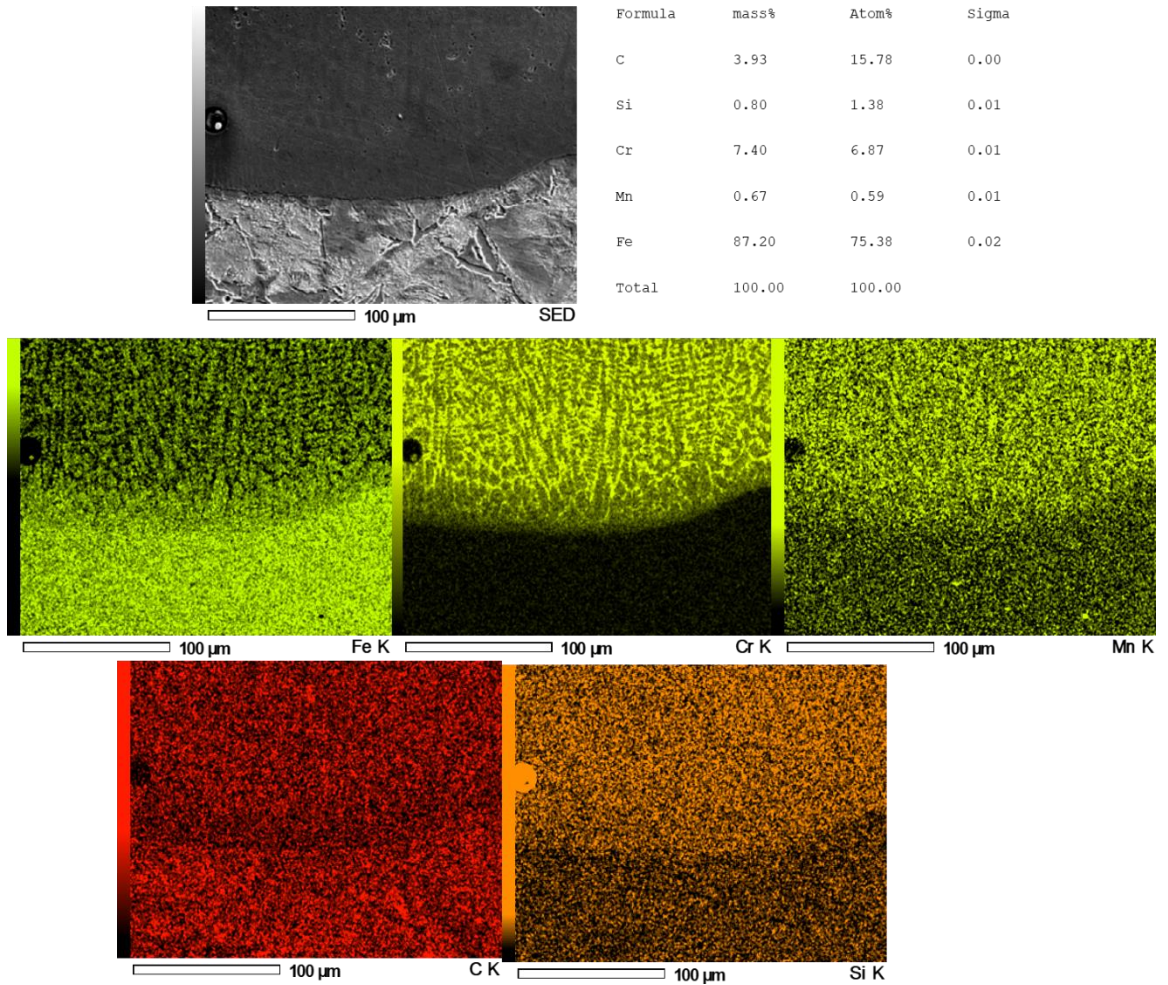 Formula mass% Atom% Sigma
C 3.93 15.78 0.00
Si 0.80 1.38 0.01
Cr 7.40 6.87 0.01
Mn 0.67 0.59 0.01
Fe 87.20 75.38 0.02
Total 100.00 100.00
100 µm SED
100 µm Fe K
100 µm Cr K
100 µm Mn K
100 µm C K
100 µm Si K